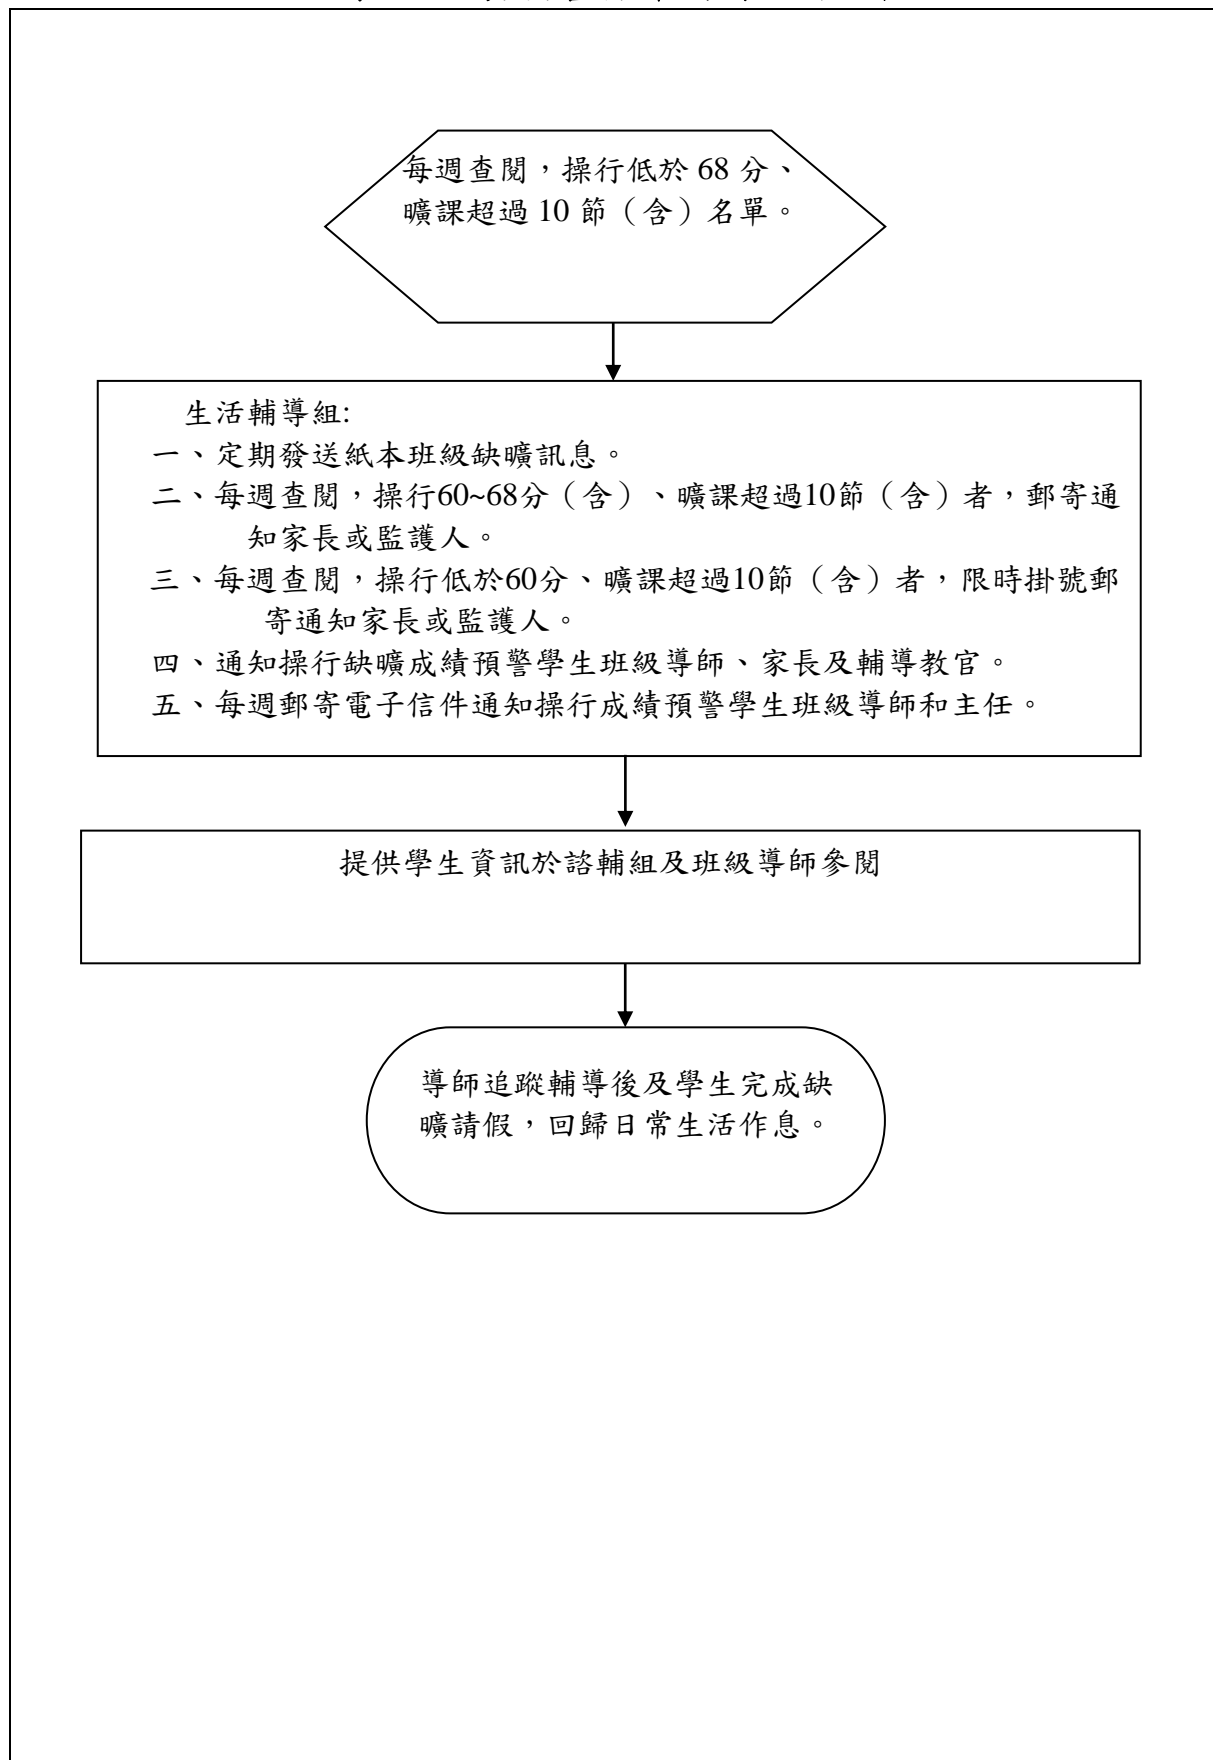 每週查閱，操行低於 68 分、
曠課超過 10 節（含）名單。
生活輔導組:
一、定期發送紙本班級缺曠訊息。
二、每週查閱，操行60~68分（含）、曠課超過10節（含）者，郵寄通
知家長或監護人。
三、每週查閱，操行低於60分、曠課超過10節（含）者，限時掛號郵
寄通知家長或監護人。
四、通知操行缺曠成績預警學生班級導師、家長及輔導教官。
五、每週郵寄電子信件通知操行成績預警學生班級導師和主任。
提供學生資訊於諮輔組及班級導師參閱
導師追蹤輔導後及學生完成缺
曠請假，回歸日常生活作息。